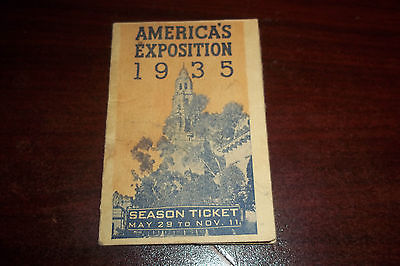 AMERICA'S
EXPOSITION
1935
SEASON TICKET
MAY 29 TO NOV. 11